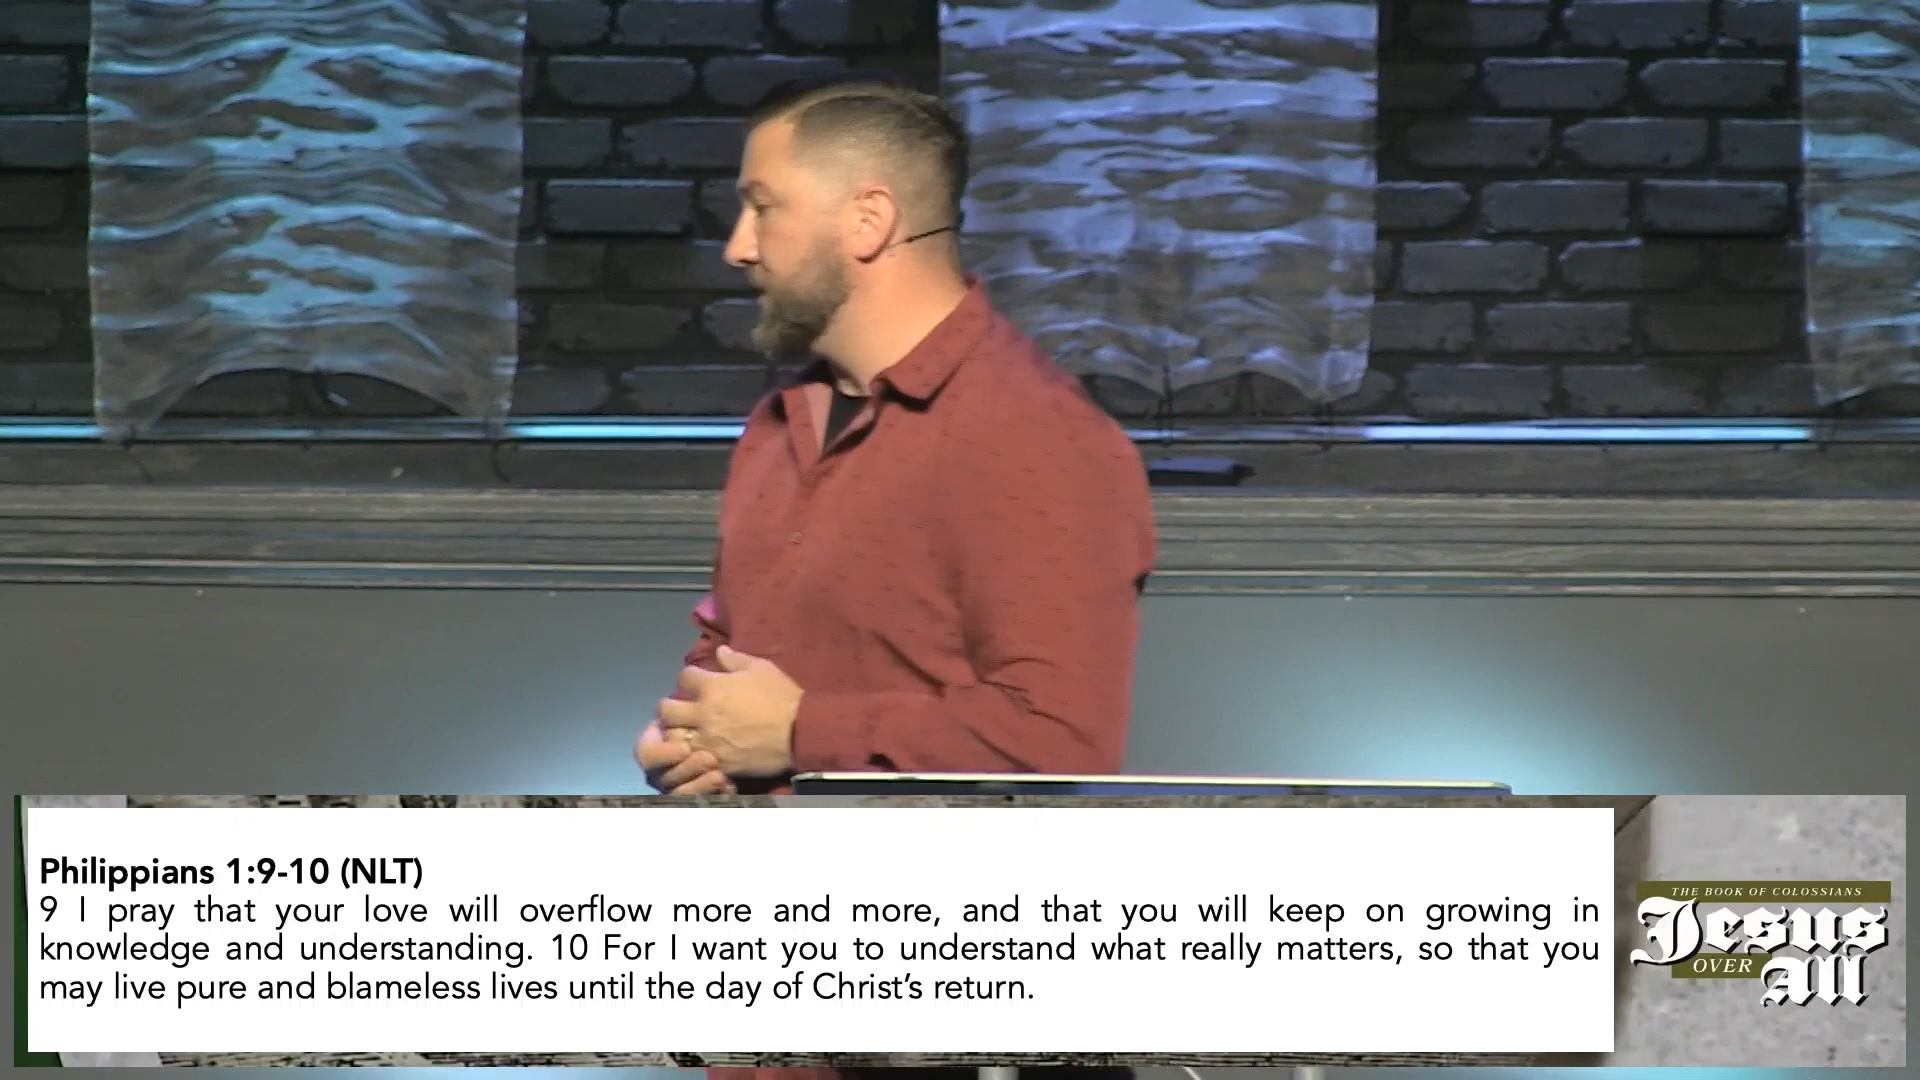 Philippians 1:9-10 (NLT)
9 I pray that your love will overflow more and more, and that you will keep on growing in
knowledge and understanding. 10 For I want you to understand what really matters, so that you
may live pure and blameless lives until the day of Christ’s return.
THE BOOK OF COLOSSIANS
Jesus
OVER
All